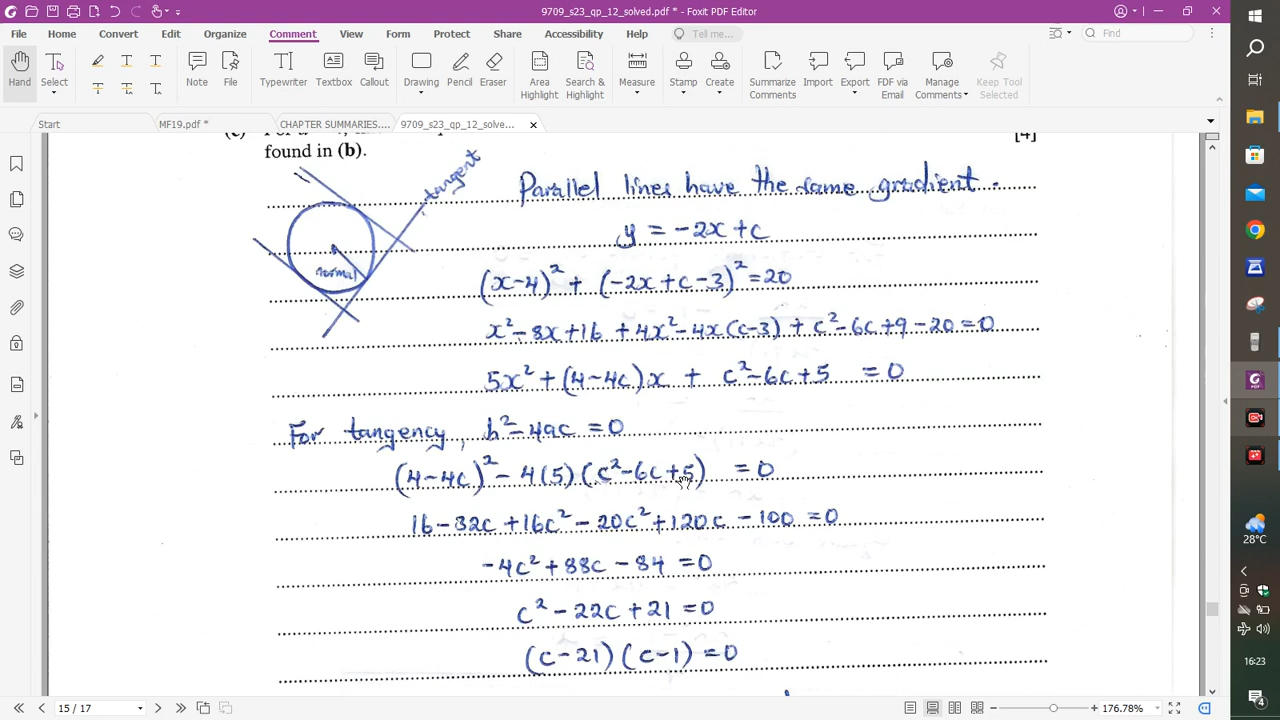 9709_s23_qp_12_solved.pdf * - Foxit PDF Editor
File Home Convert Edit Organize Comment View Form Protect Share Accessibility Help Tell me... Find
Hand Select Note File Typewriter Textbox Callout Drawing Pencil Eraser Area Highlight Search & Highlight Measure Stamp Create Summarize Comments Import Export FDF via Email Manage Comments Keep Tool Selected
Start MF19.pdf * CHAPTER SUMMARIES.... 9709_s23_qp_12_solve...
[4]
found in (b).
tangent
normal
Parallel lines have the same gradient.
y = -2x + c
(x-4)² + (-2x+c-3)² = 20
x² - 8x + 16 + 4x² - 4x(c-3) + c² - 6c + 9 - 20 = 0
5x² + (4-4c)x + c² - 6c + 5 = 0
For tangency, b² - 4ac = 0
(4-4c)² - 4(5)(c² - 6c + 5) = 0
16 - 32c + 16c² - 20c² + 120c - 100 = 0
-4c² + 88c - 84 = 0
c² - 22c + 21 = 0
(c-21)(c-1) = 0
15 / 17
176.78%
28°C
16:23
4